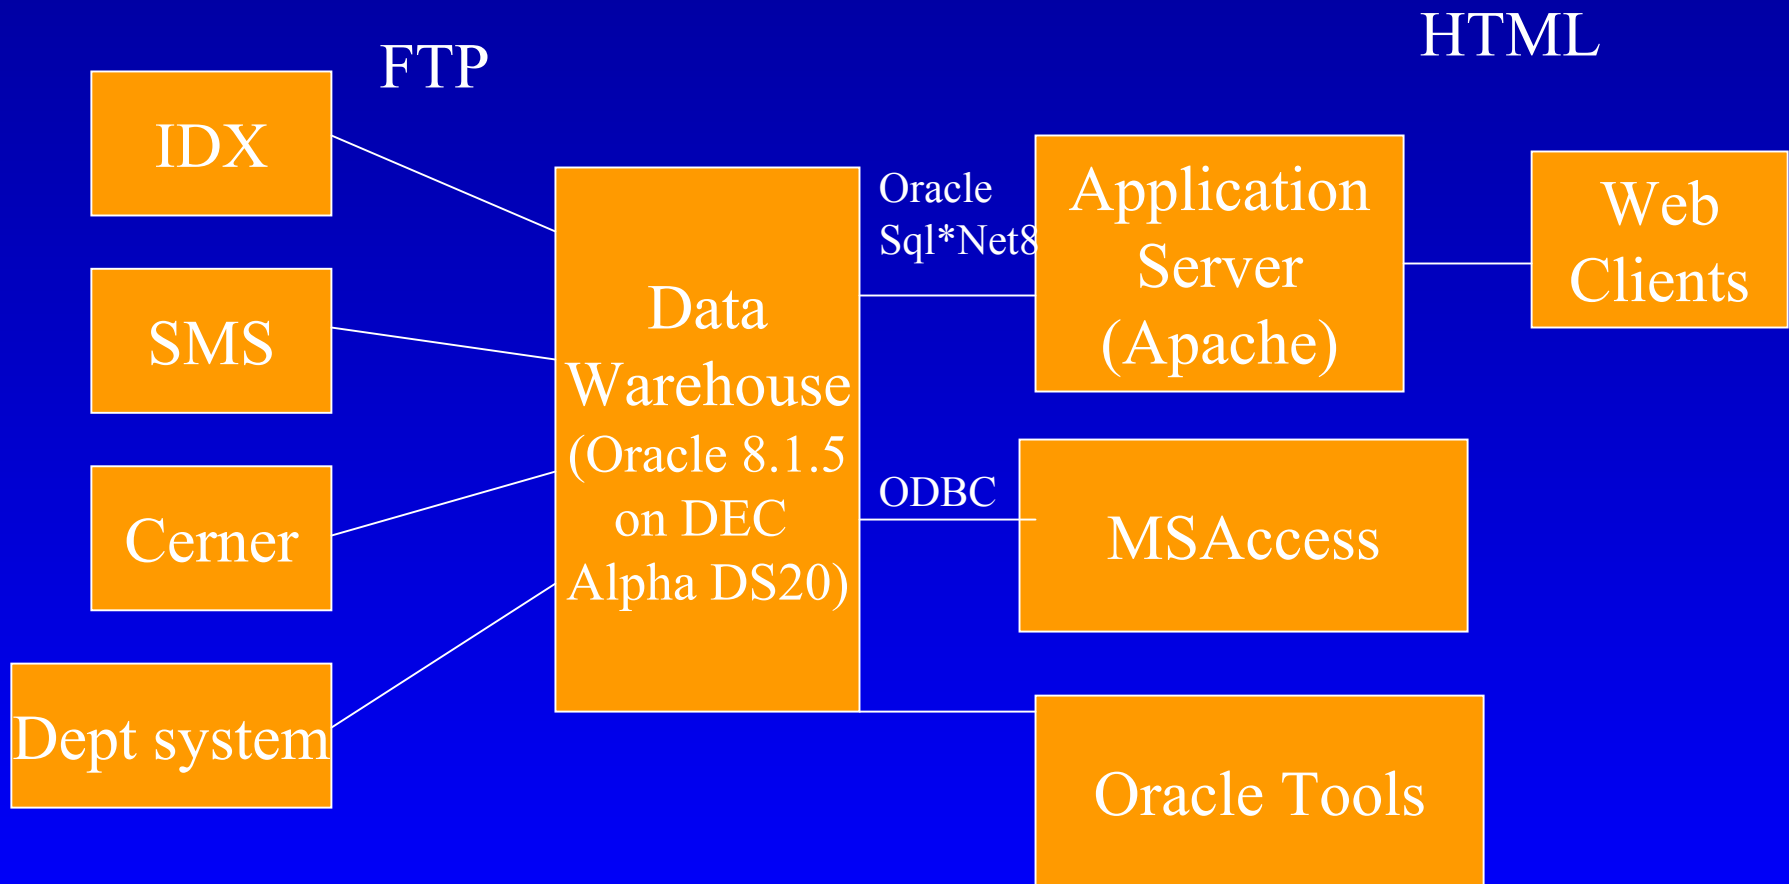 FTP
HTML
IDX
SMS
Cerner
Dept system
Data
Warehouse
(Oracle 8.1.5
on DEC
Alpha DS20)
Oracle
Sql*Net8
ODBC
Application
Server
(Apache)
Web
Clients
MSAccess
Oracle Tools